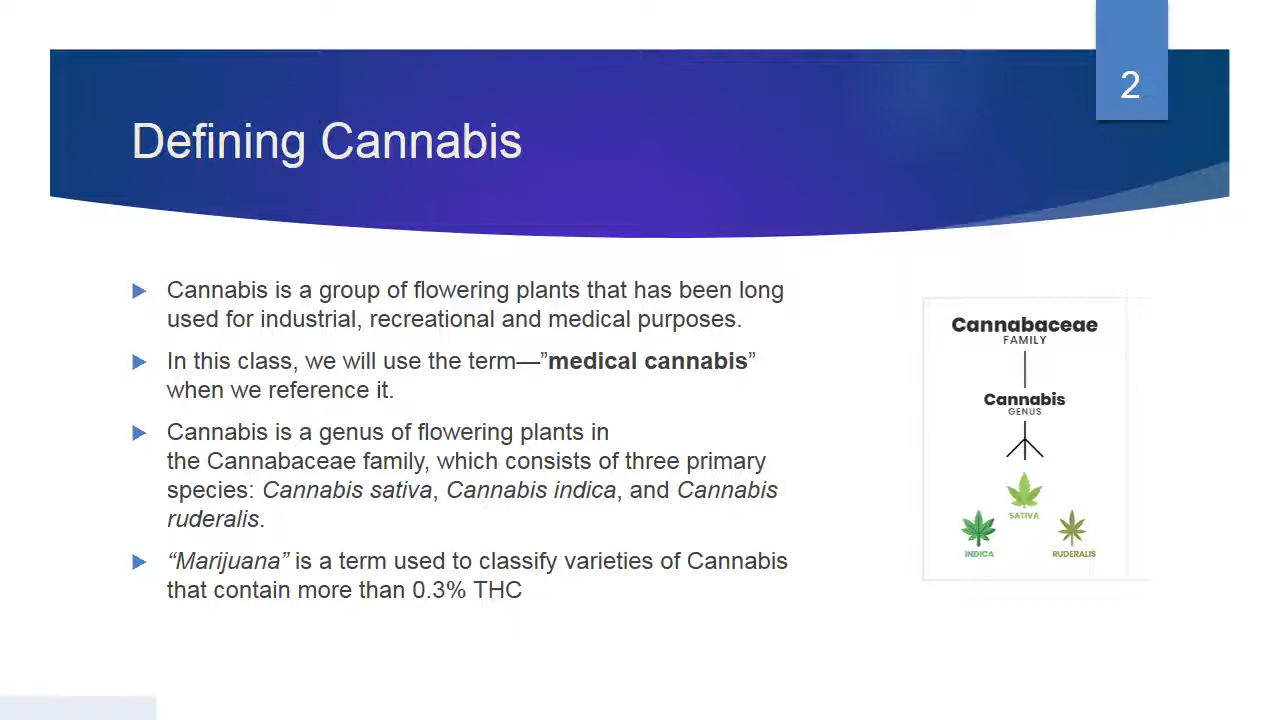 2
Defining Cannabis
Cannabis is a group of flowering plants that has been long
used for industrial, recreational and medical purposes.
In this class, we will use the term—”medical cannabis”
when we reference it.
Cannabis is a genus of flowering plants in
the Cannabaceae family, which consists of three primary
species: Cannabis sativa, Cannabis indica, and Cannabis
ruderalis.
“Marijuana” is a term used to classify varieties of Cannabis
that contain more than 0.3% THC
Cannabaceae
FAMILY
Cannabis
GENUS
SATIVA
INDICA
RUDERALIS